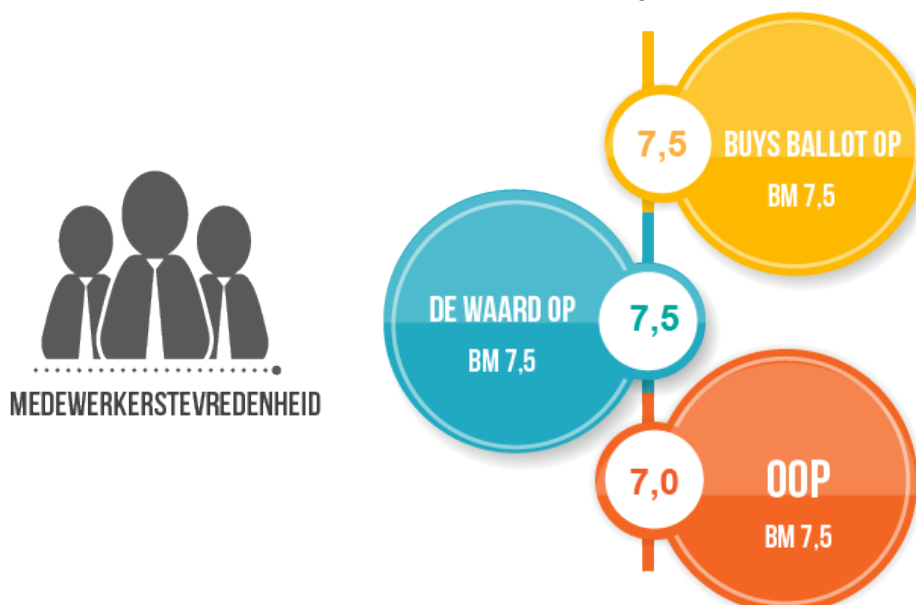 7,5
BUYS BALLOT OP
BM 7,5
DE WAARD OP
7,5
BM 7,5
MEDEWERKERSTEVREDENHEID
7,0
OOP
BM 7,5